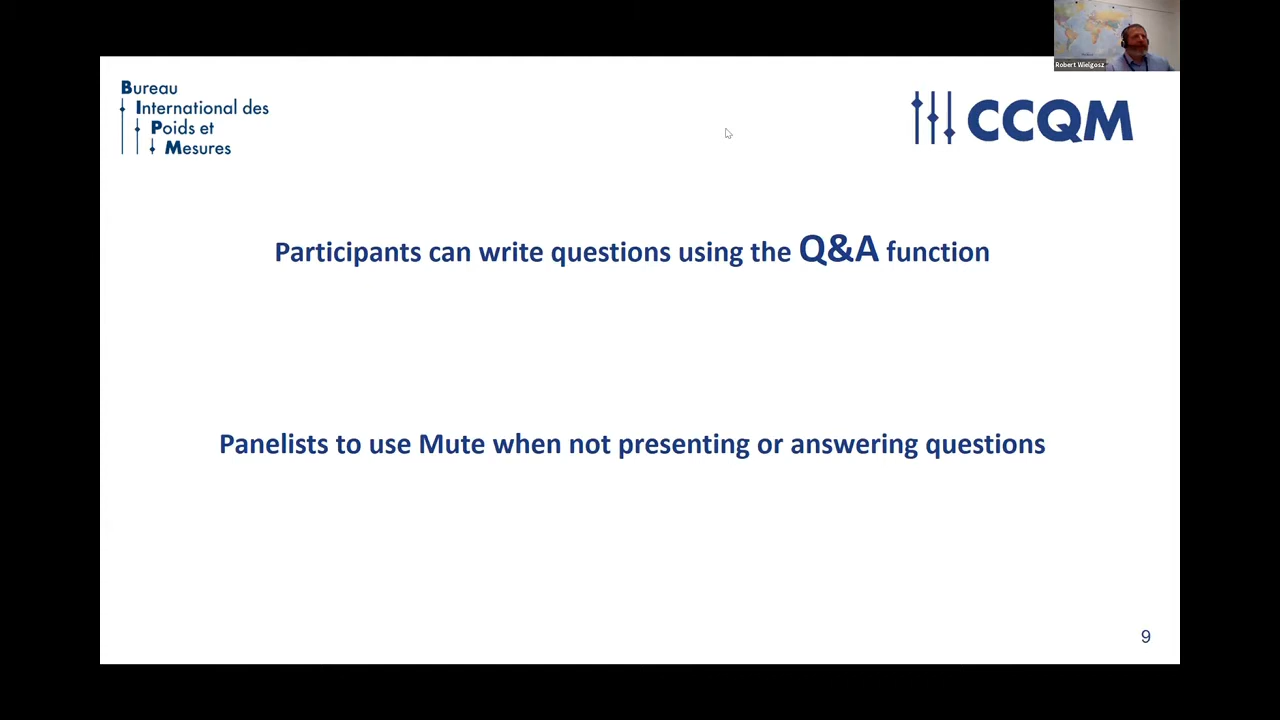 Robert Wielgosz
Bureau
International des
Poids et
Mesures
CCQM
Participants can write questions using the Q&A function
Panelists to use Mute when not presenting or answering questions
9